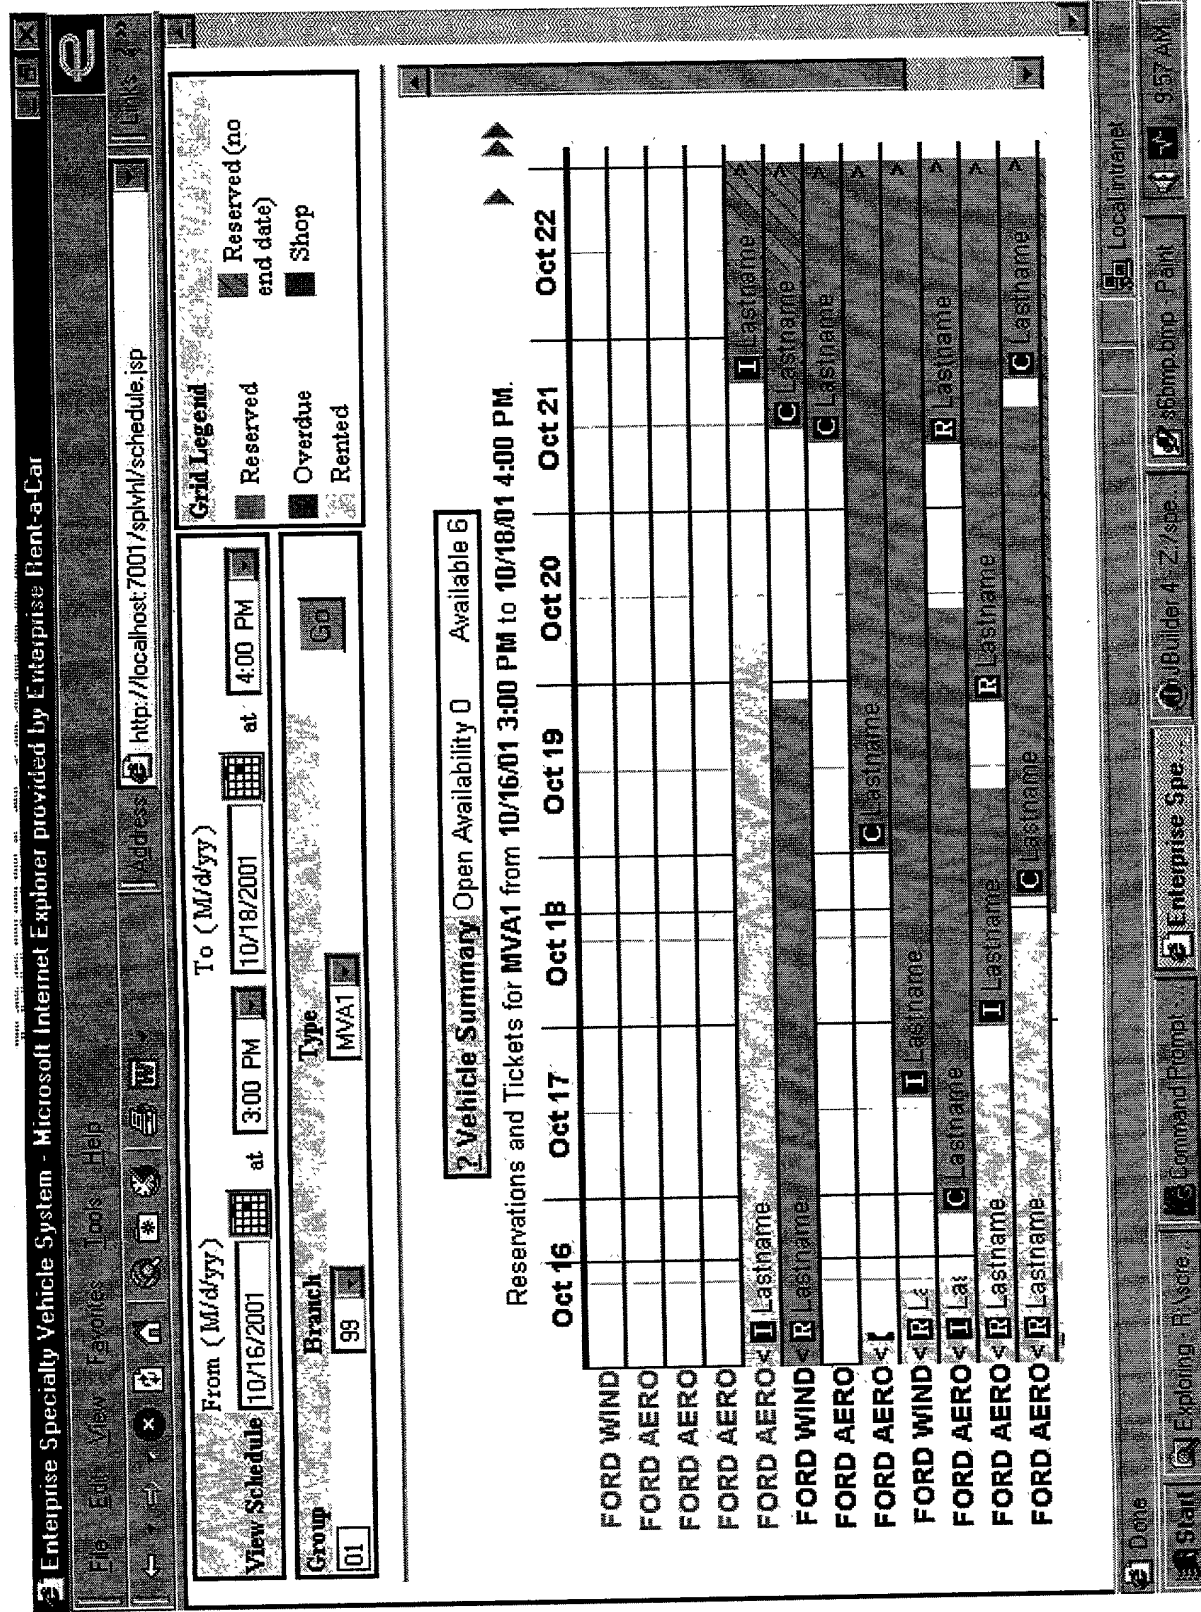 Enterprise Specialty Vehicle System - Microsoft Internet Explorer provided by Enterprise Rent-a-Car
File Edit View Favorites Tools Help
Address http://localhost:7001/splvhl/schedule.jsp Links
From (M/d/yy) To (M/d/yy)
View Schedule 10/16/2001 at 3:00 PM 10/18/2001 at 4:00 PM
Group Branch Type
01 99 MVA1 Go
Grid Legend
Reserved Reserved (no end date)
Overdue Shop
Rented
? Vehicle Summary Open Availability 0 Available 6
Reservations and Tickets for MVA1 from 10/16/01 3:00 PM to 10/18/01 4:00 PM.
Oct 16 Oct 17 Oct 18 Oct 19 Oct 20 Oct 21 Oct 22
FORD WIND
FORD AERO
FORD AERO
FORD AERO
FORD AERO < I Lastname I Lastname >
FORD WIND < R Lastname C Lastname >
FORD AERO C Lastname >
FORD AERO < C Lastname >
FORD WIND < R La I Lastname >
FORD AERO < I Las C Lastname R Lastname >
FORD AERO < R Lastname I Lastname R Lastname >
FORD AERO < R Lastname C Lastname C Lastname >
Done Local intranet
Start Exploring - Command Prompt Enterprise Spe... JBuilder 4 - Z:/spe... s6bmp.bmp - Paint 9:57 AM